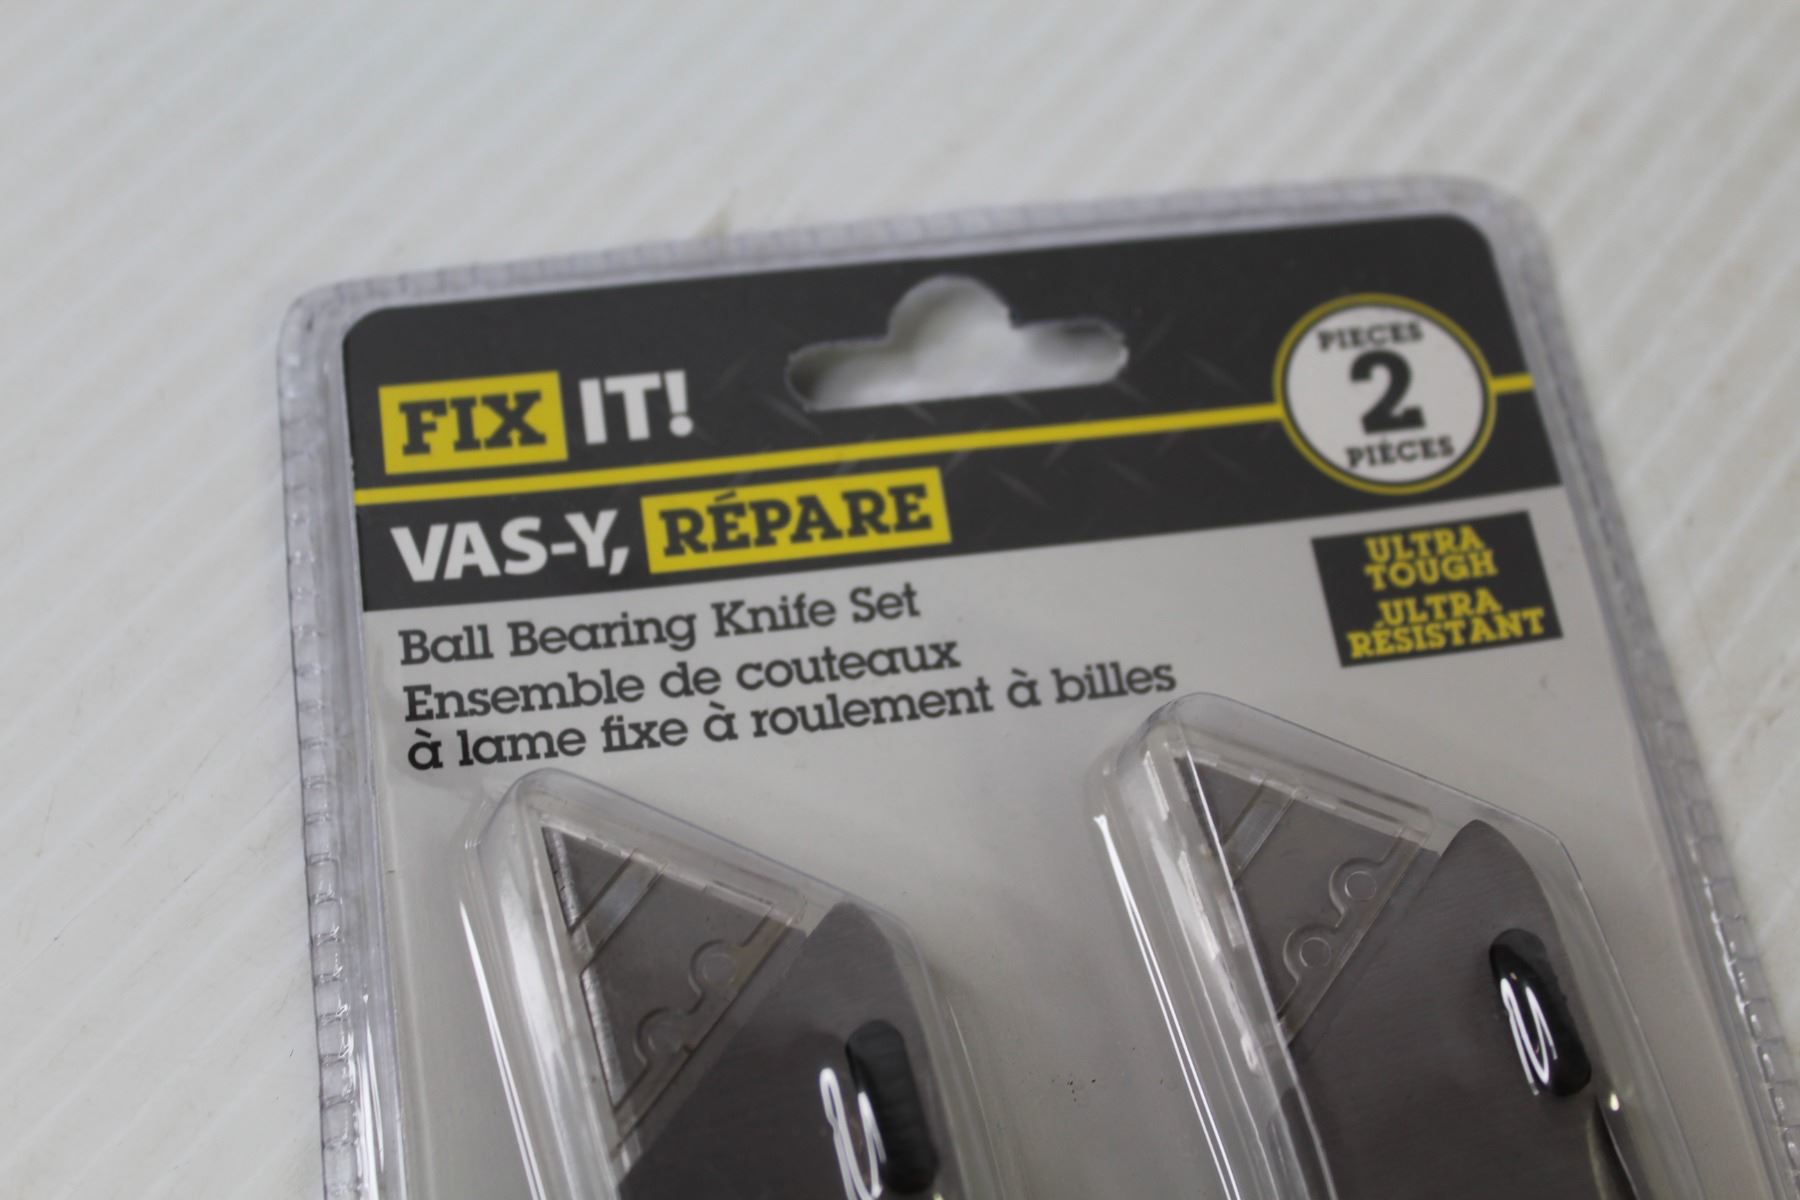 FIX IT!
VAS-Y, RÉPARE
PIECES
2
PIÈCES
Ball Bearing Knife Set
Ensemble de couteaux
à lame fixe à roulement à billes
ULTRA
TOUGH
ULTRA
RÉSISTANT